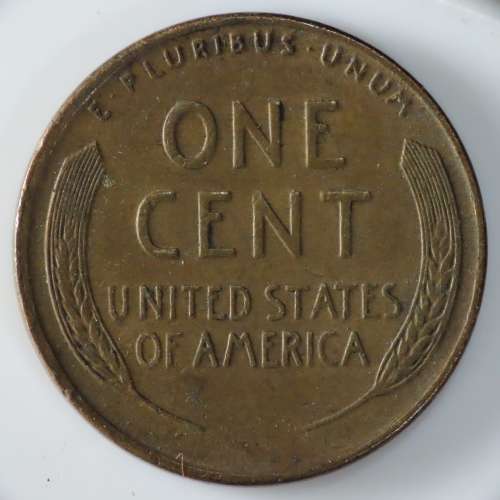 E·PLURIBUS·UNUM
ONE
CENT
UNITED STATES
OF AMERICA